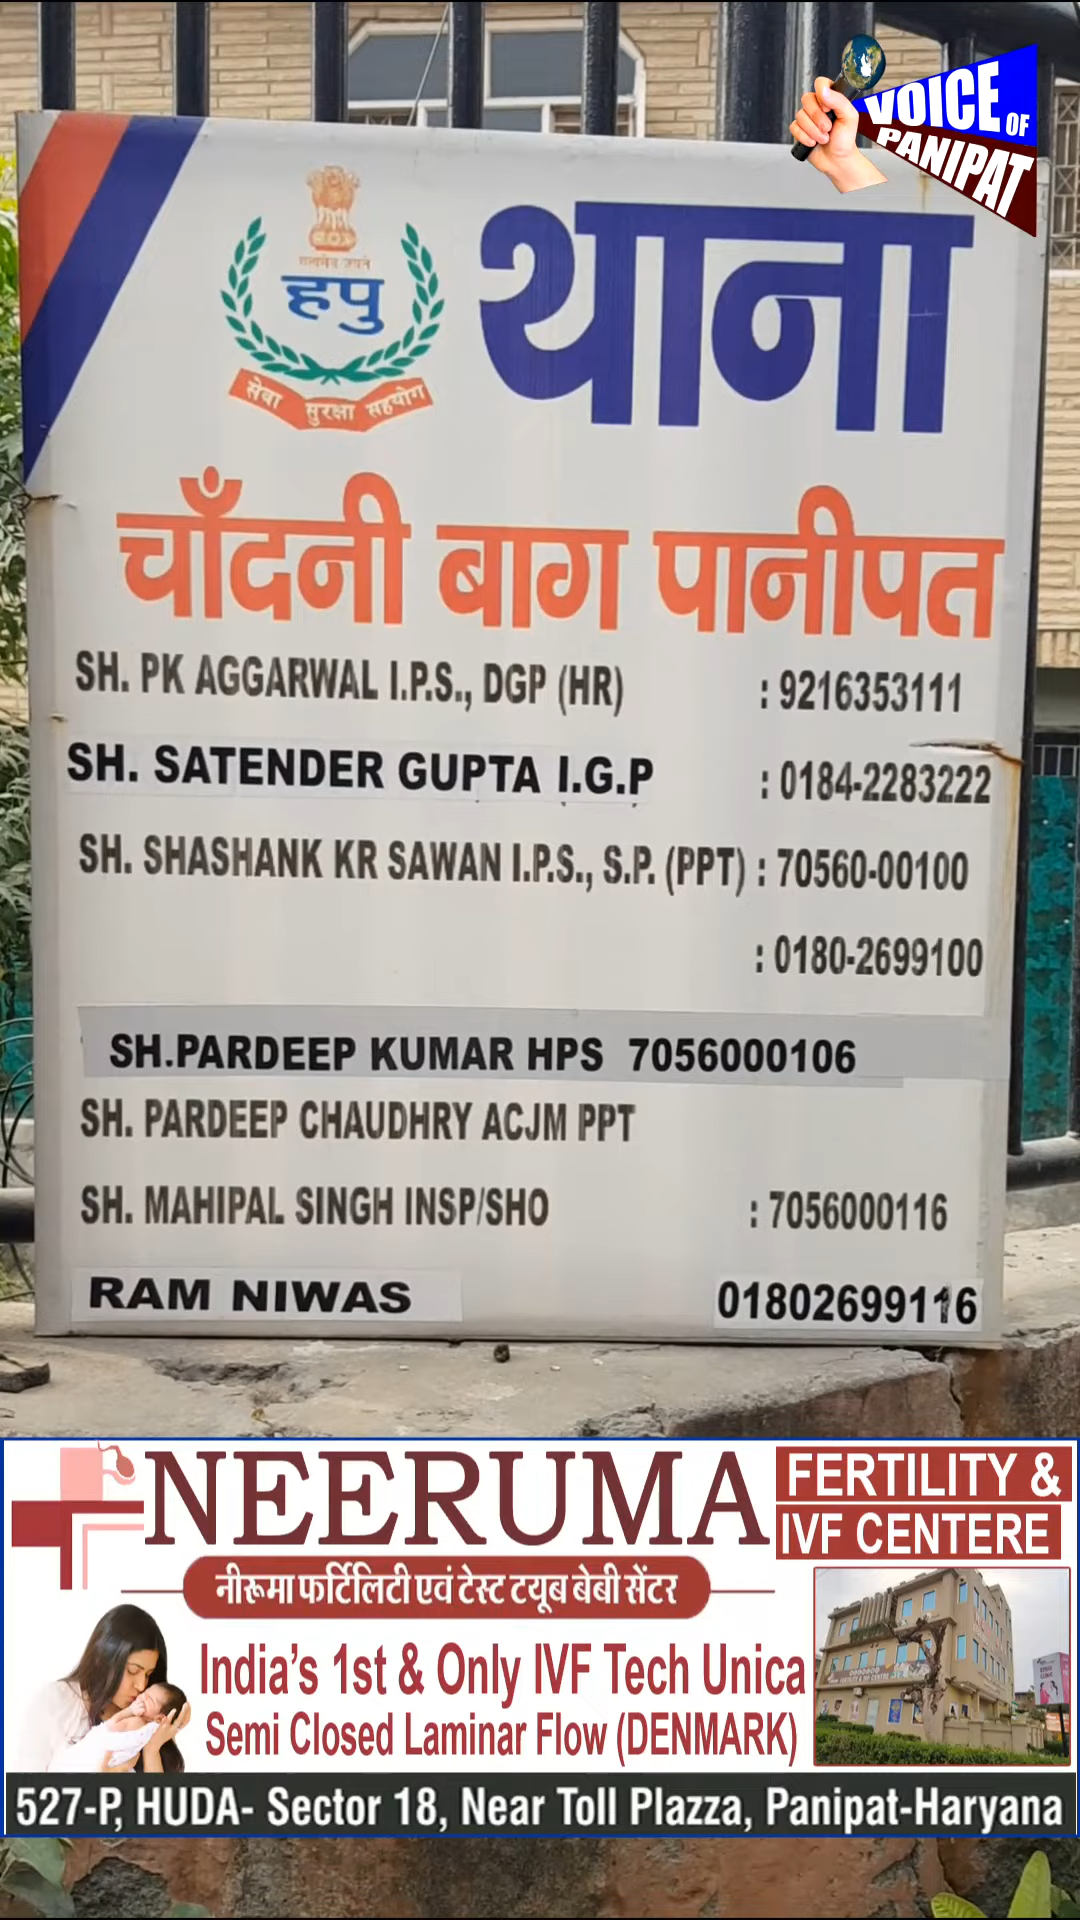 VOICE OF
PANIPAT
सत्यमेव जयते
हपु
सेवा सुरक्षा सहयोग
थाना
चाँदनी बाग पानीपत
SH. PK AGGARWAL I.P.S., DGP (HR) : 9216353111
SH. SATENDER GUPTA I.G.P : 0184-2283222
SH. SHASHANK KR SAWAN I.P.S., S.P. (PPT) : 70560-00100
: 0180-2699100
SH.PARDEEP KUMAR HPS 7056000106
SH. PARDEEP CHAUDHRY ACJM PPT
SH. MAHIPAL SINGH INSP/SHO : 7056000116
RAM NIWAS 01802699116
NEERUMA FERTILITY &
IVF CENTERE
नीरूमा फर्टिलिटी एवं टेस्ट टयूब बेबी सेंटर
India's 1st & Only IVF Tech Unica
Semi Closed Laminar Flow (DENMARK)
527-P, HUDA- Sector 18, Near Toll Plazza, Panipat-Haryana